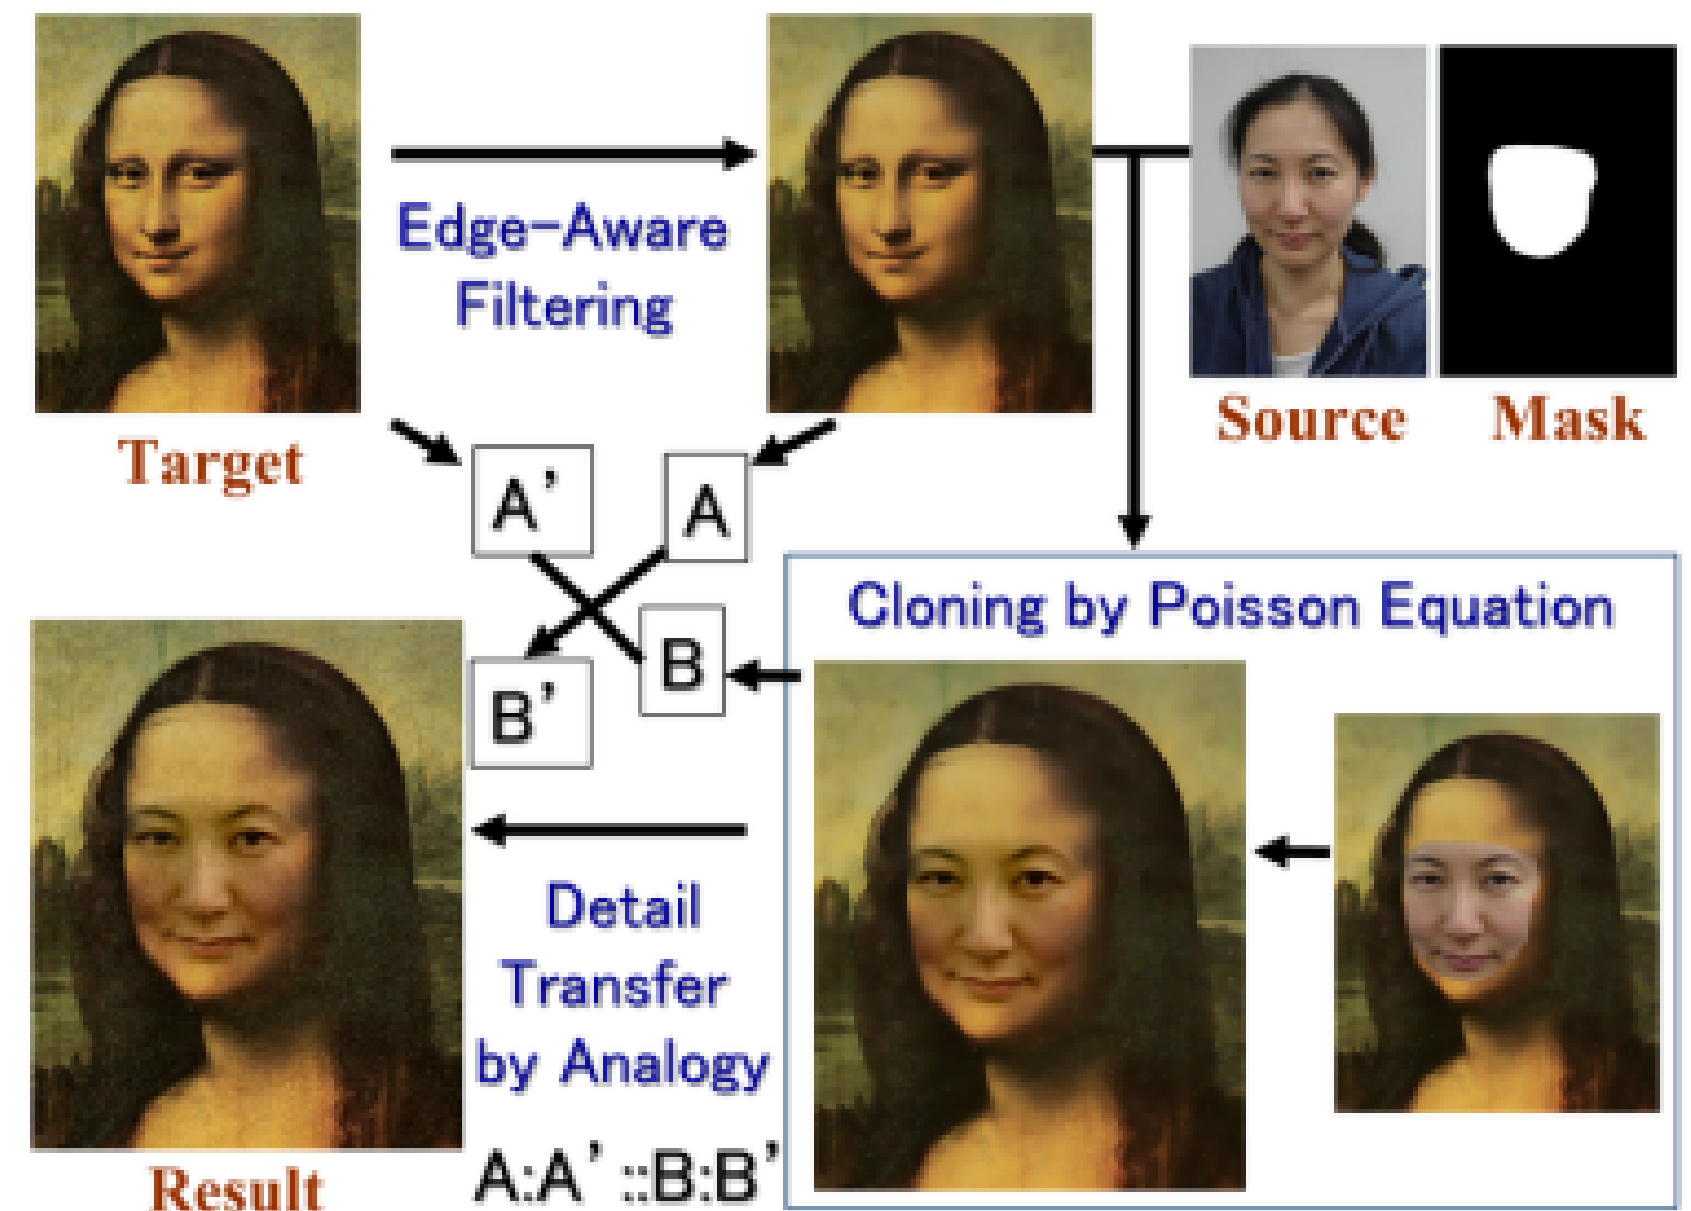 Edge-Aware
Filtering
Target
Source
Mask
A'
A
B
B'
Cloning by Poisson Equation
Detail
Transfer
by Analogy
A:A'::B:B'
Result